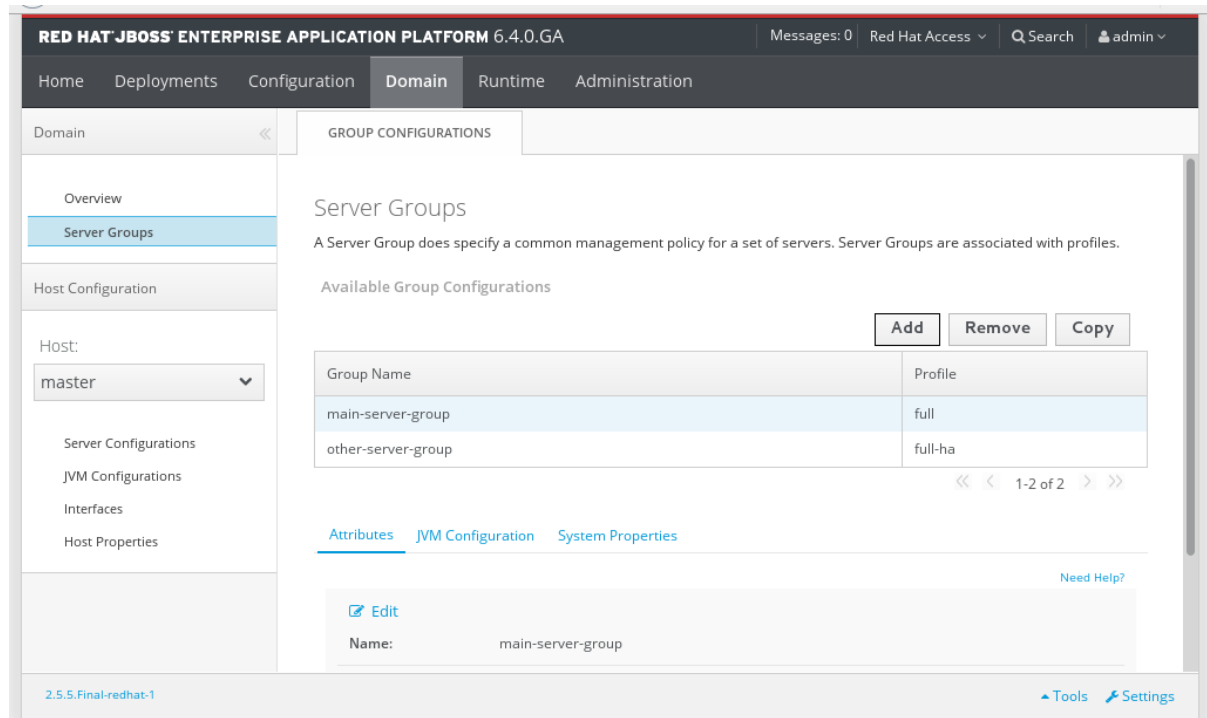 RED HAT JBOSS ENTERPRISE APPLICATION PLATFORM 6.4.0.GA
Messages: 0 Red Hat Access Search admin
Home Deployments Configuration Domain Runtime Administration
Domain
GROUP CONFIGURATIONS
Overview
Server Groups
Host Configuration
Host:
master
Server Configurations
JVM Configurations
Interfaces
Host Properties
Server Groups
A Server Group does specify a common management policy for a set of servers. Server Groups are associated with profiles.
Available Group Configurations
Add Remove Copy
Group Name Profile
main-server-group full
other-server-group full-ha
1-2 of 2
Attributes JVM Configuration System Properties
Need Help?
Edit
Name: main-server-group
2.5.5.Final-redhat-1
Tools Settings